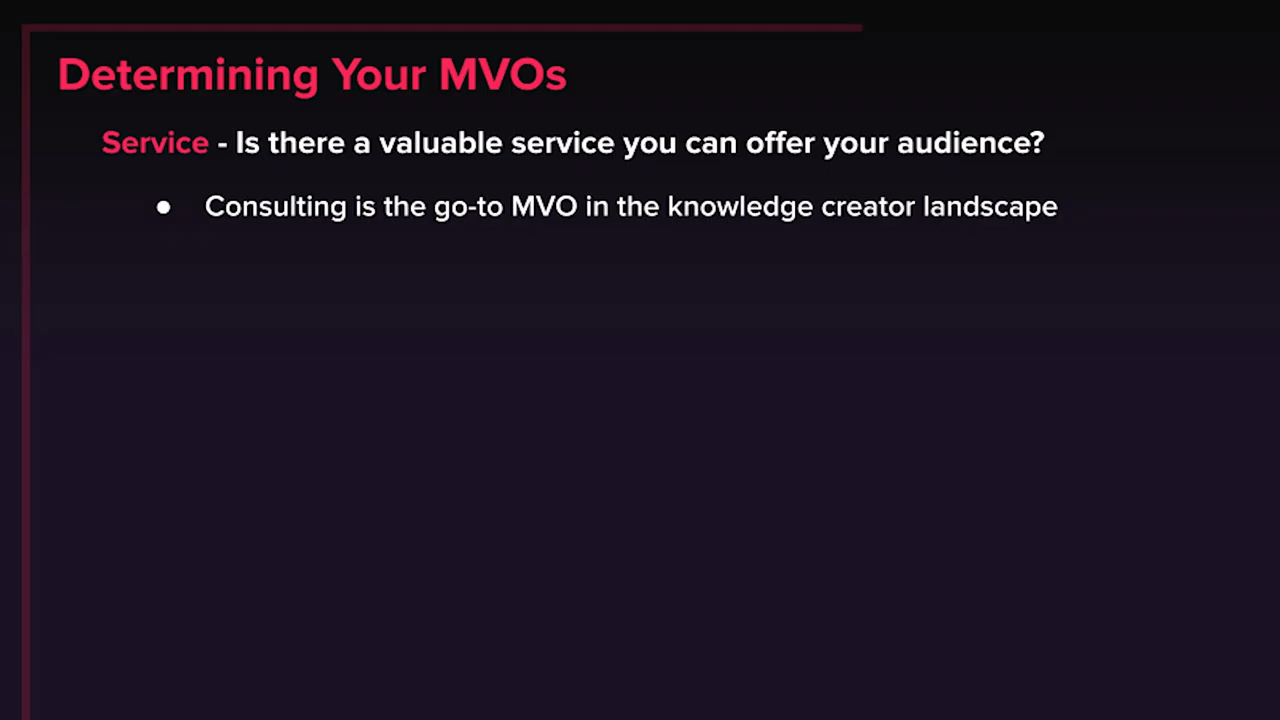 Determining Your MVOs
Service - Is there a valuable service you can offer your audience?
● Consulting is the go-to MVO in the knowledge creator landscape